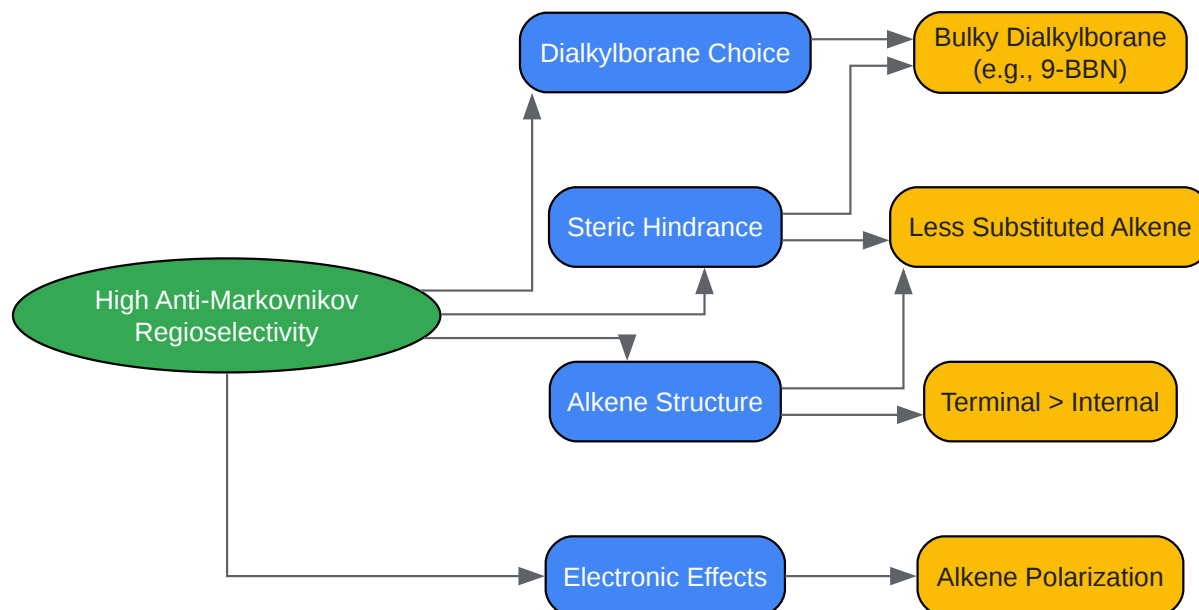 Dialkylborane Choice
Bulky Dialkylborane
(e.g., 9-BBN)
Steric Hindrance
Less Substituted Alkene
High Anti-Markovnikov
Regioselectivity
Alkene Structure
Terminal > Internal
Electronic Effects
Alkene Polarization